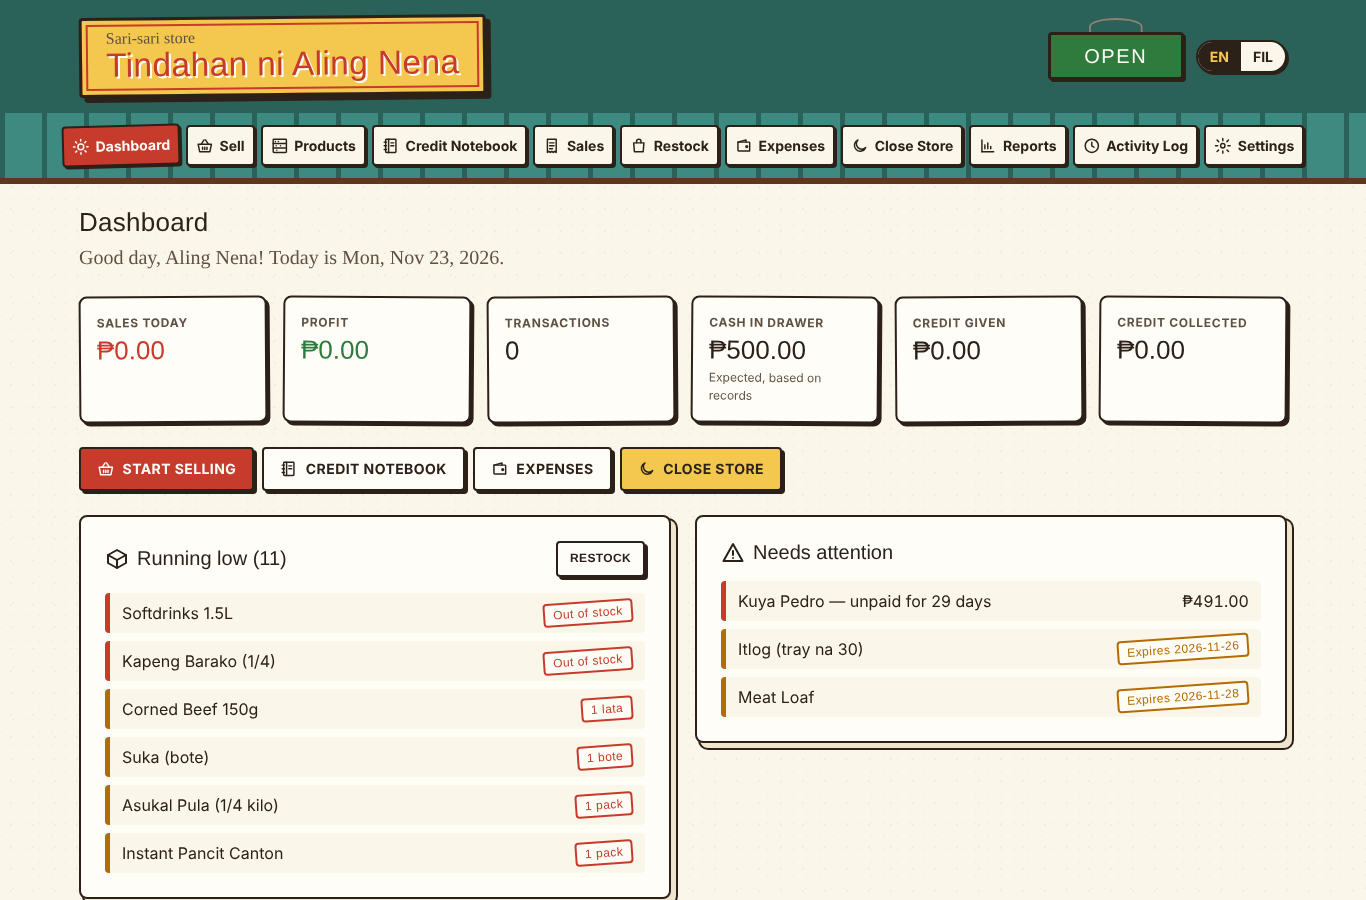 Sari-sari store
Tindahan ni Aling Nena
OPEN
EN FIL
Dashboard Sell Products Credit Notebook Sales Restock Expenses Close Store Reports Activity Log Settings
Dashboard
Good day, Aling Nena! Today is Mon, Nov 23, 2026.
SALES TODAY
₱0.00
PROFIT
₱0.00
TRANSACTIONS
0
CASH IN DRAWER
₱500.00
Expected, based on
records
CREDIT GIVEN
₱0.00
CREDIT COLLECTED
₱0.00
START SELLING CREDIT NOTEBOOK EXPENSES CLOSE STORE
Running low (11) RESTOCK
Softdrinks 1.5L Out of stock
Kapeng Barako (1/4) Out of stock
Corned Beef 150g 1 lata
Suka (bote) 1 bote
Asukal Pula (1/4 kilo) 1 pack
Instant Pancit Canton 1 pack
Needs attention
Kuya Pedro — unpaid for 29 days ₱491.00
Itlog (tray na 30) Expires 2026-11-26
Meat Loaf Expires 2026-11-28